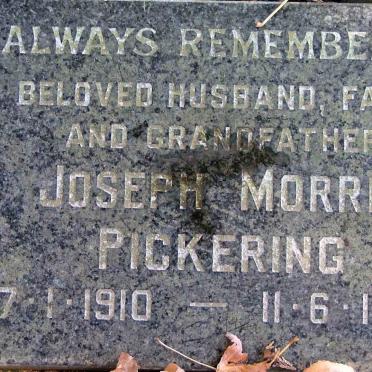 ALWAYS REMEMBE
BELOVED HUSBAND, FA
AND GRANDFATHER
JOSEPH MORRI
PICKERING
7·1·1910 — 11·6·1